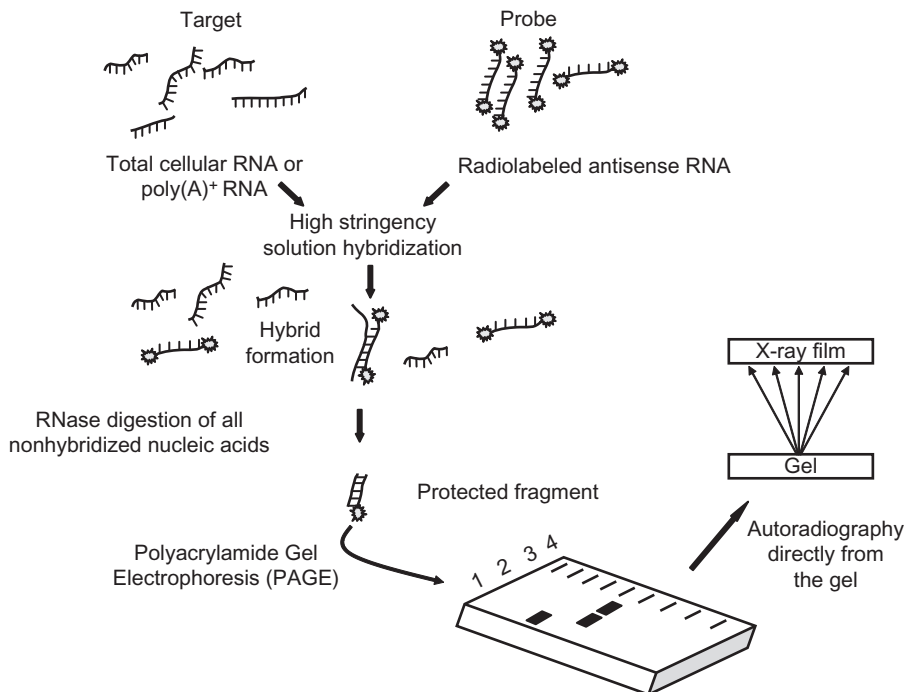 Target
Probe
Total cellular RNA or
poly(A)+ RNA
Radiolabeled antisense RNA
High stringency
solution hybridization
Hybrid
formation
X-ray film
Gel
RNase digestion of all
nonhybridized nucleic acids
Protected fragment
Polyacrylamide Gel
Electrophoresis (PAGE)
1 2 3 4
Autoradiography
directly from
the gel